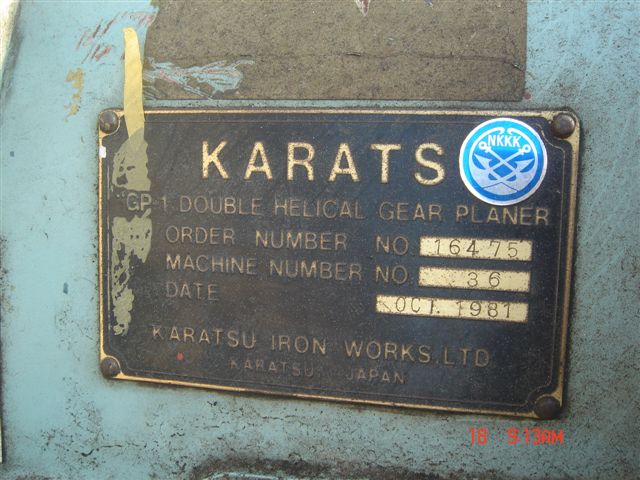 KARATS
NKKK
GP-1 DOUBLE HELICAL GEAR PLANER
ORDER NUMBER NO. 16475
MACHINE NUMBER NO. 36
DATE OCT. 1981
KARATSU IRON WORKS. LTD
KARATSU, JAPAN
18 9:13AM